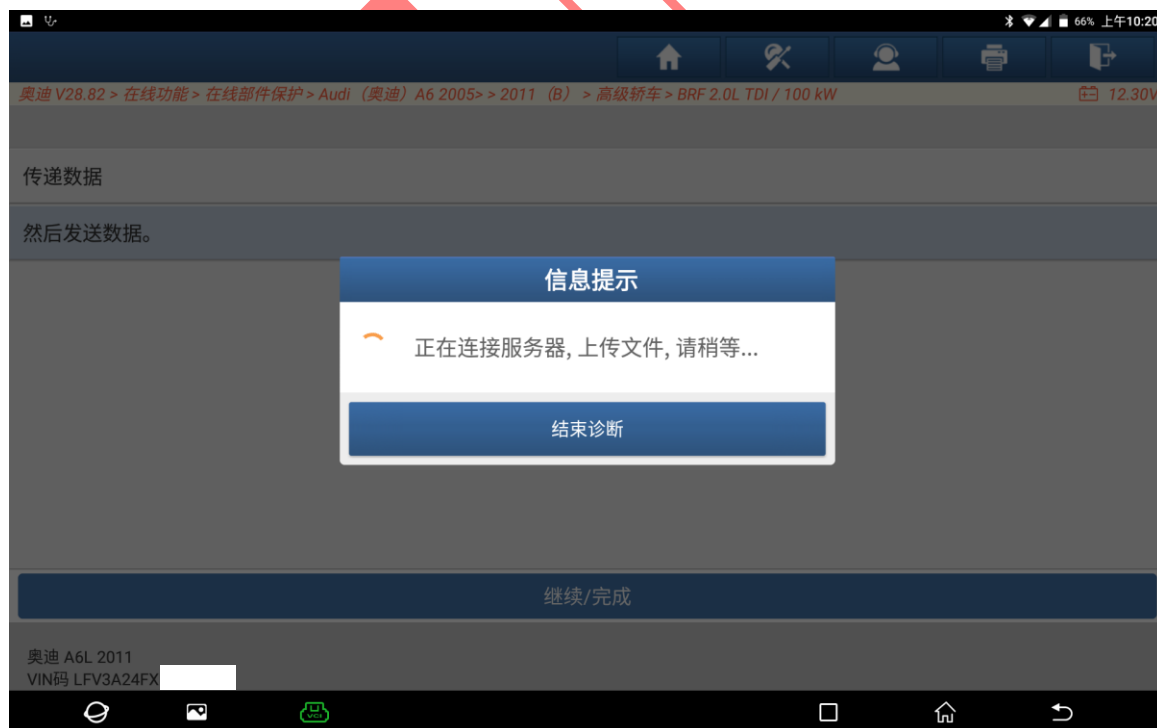 66% 上午10:20
奥迪 V28.82 > 在线功能 > 在线部件保护 > Audi（奥迪）A6 2005> > 2011（B）> 高级轿车 > BRF 2.0L TDI / 100 kW
12.30V
传递数据
然后发送数据。
信息提示
正在连接服务器, 上传文件, 请稍等...
结束诊断
继续/完成
奥迪 A6L 2011
VIN码 LFV3A24FX
VCI